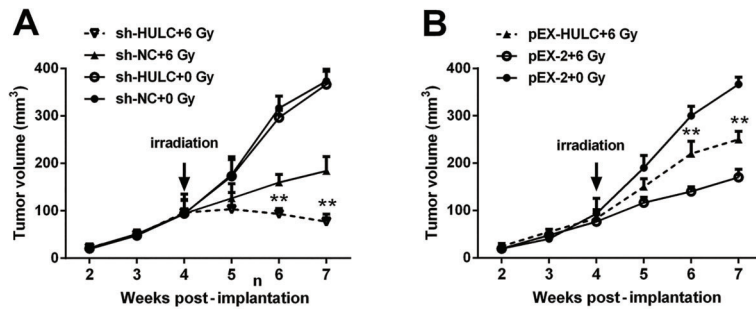 A
sh-HULC+6 Gy
sh-NC+6 Gy
sh-HULC+0 Gy
sh-NC+0 Gy
Tumor volume (mm³)
400
300
200
100
0
irradiation
**
**
2 3 4 5 6 7
n
Weeks post-implantation
B
pEX-HULC+6 Gy
pEX-2+6 Gy
pEX-2+0 Gy
Tumor volume (mm³)
400
300
200
100
0
irradiation
**
**
2 3 4 5 6 7
Weeks post-implantation